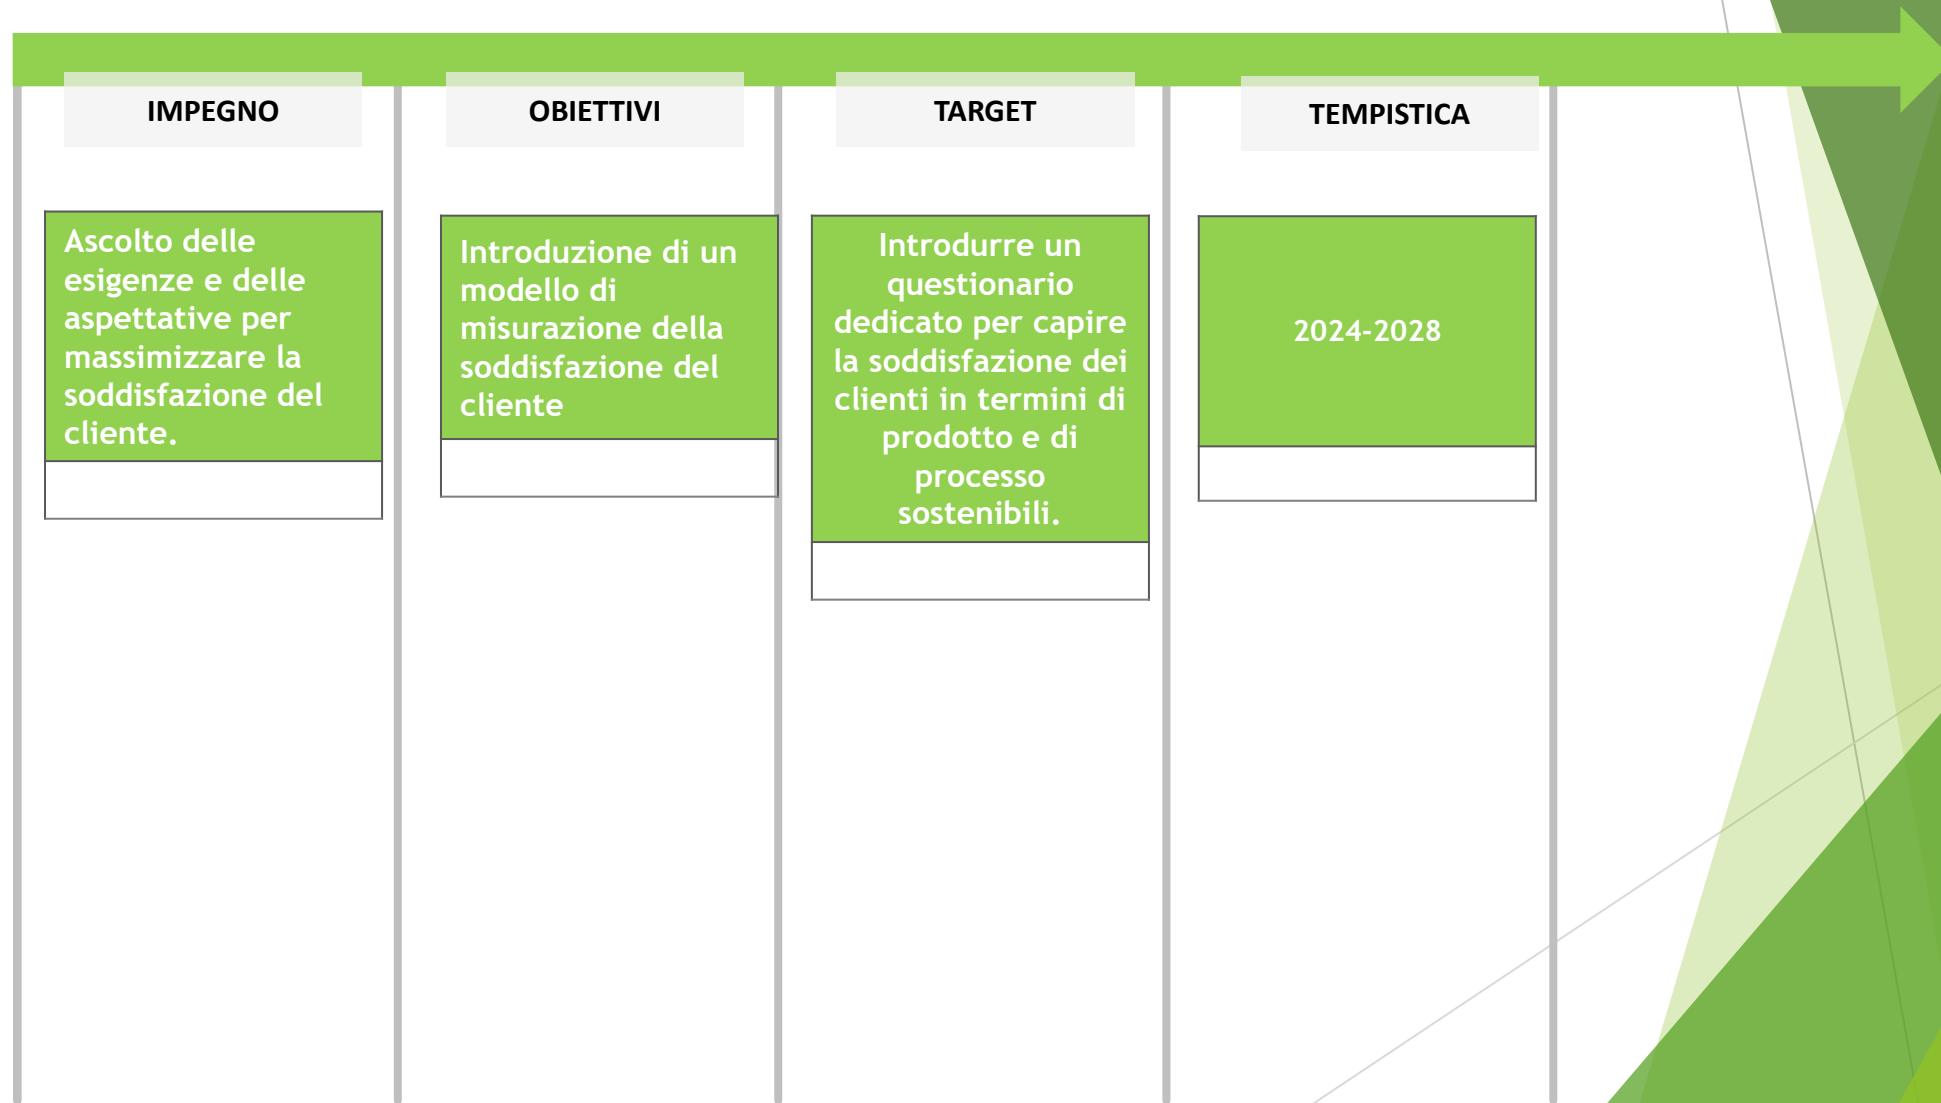 IMPEGNO
OBIETTIVI
TARGET
TEMPISTICA
Ascolto delle
esigenze e delle
aspettative per
massimizzare la
soddisfazione del
cliente.
Introduzione di un
modello di
misurazione della
soddisfazione del
cliente
Introdurre un
questionario
dedicato per capire
la soddisfazione dei
clienti in termini di
prodotto e di
processo
sostenibili.
2024-2028